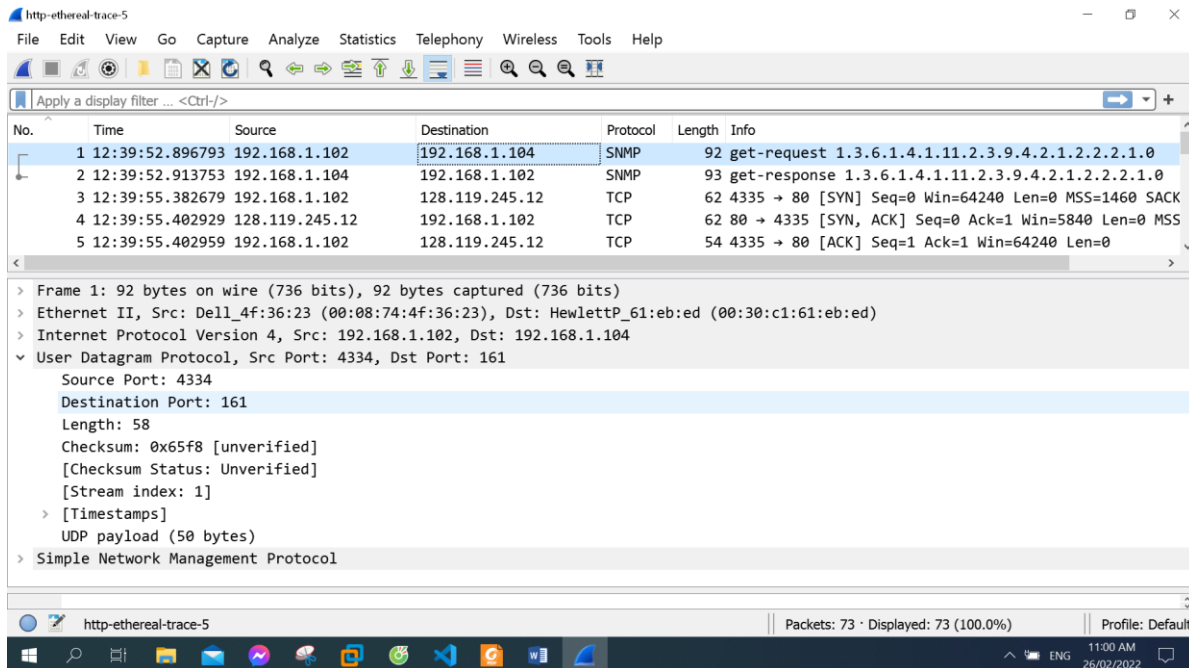 http-ethereal-trace-5
File Edit View Go Capture Analyze Statistics Telephony Wireless Tools Help
Apply a display filter ... <Ctrl-/>
No. Time Source Destination Protocol Length Info
1 12:39:52.896793 192.168.1.102 192.168.1.104 SNMP 92 get-request 1.3.6.1.4.1.11.2.3.9.4.2.1.2.2.2.1.0
2 12:39:52.913753 192.168.1.104 192.168.1.102 SNMP 93 get-response 1.3.6.1.4.1.11.2.3.9.4.2.1.2.2.2.1.0
3 12:39:55.382679 192.168.1.102 128.119.245.12 TCP 62 4335 → 80 [SYN] Seq=0 Win=64240 Len=0 MSS=1460 SACK
4 12:39:55.402929 128.119.245.12 192.168.1.102 TCP 62 80 → 4335 [SYN, ACK] Seq=0 Ack=1 Win=5840 Len=0 MSS
5 12:39:55.402959 192.168.1.102 128.119.245.12 TCP 54 4335 → 80 [ACK] Seq=1 Ack=1 Win=64240 Len=0
Frame 1: 92 bytes on wire (736 bits), 92 bytes captured (736 bits)
Ethernet II, Src: Dell_4f:36:23 (00:08:74:4f:36:23), Dst: HewlettP_61:eb:ed (00:30:c1:61:eb:ed)
Internet Protocol Version 4, Src: 192.168.1.102, Dst: 192.168.1.104
User Datagram Protocol, Src Port: 4334, Dst Port: 161
Source Port: 4334
Destination Port: 161
Length: 58
Checksum: 0x65f8 [unverified]
[Checksum Status: Unverified]
[Stream index: 1]
[Timestamps]
UDP payload (50 bytes)
Simple Network Management Protocol
http-ethereal-trace-5 Packets: 73 · Displayed: 73 (100.0%) Profile: Default
ENG 11:00 AM
26/02/2022